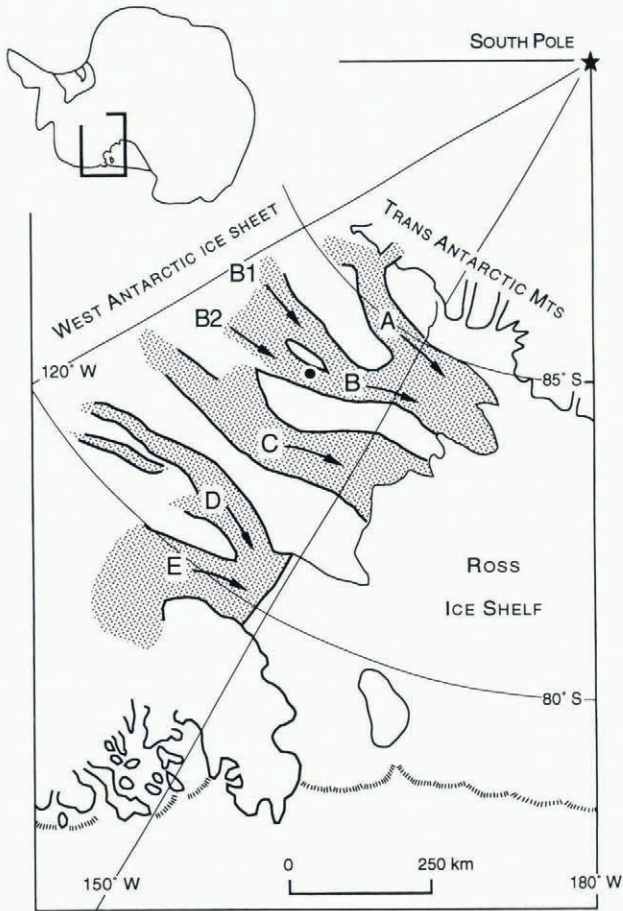 SOUTH POLE
WEST ANTARCTIC ICE SHEET
TRANS ANTARCTIC MTS
B1
A
B2
120° W
B
85° S
C
D
E
ROSS
ICE SHELF
80° S
0 250 km
150° W
180° W